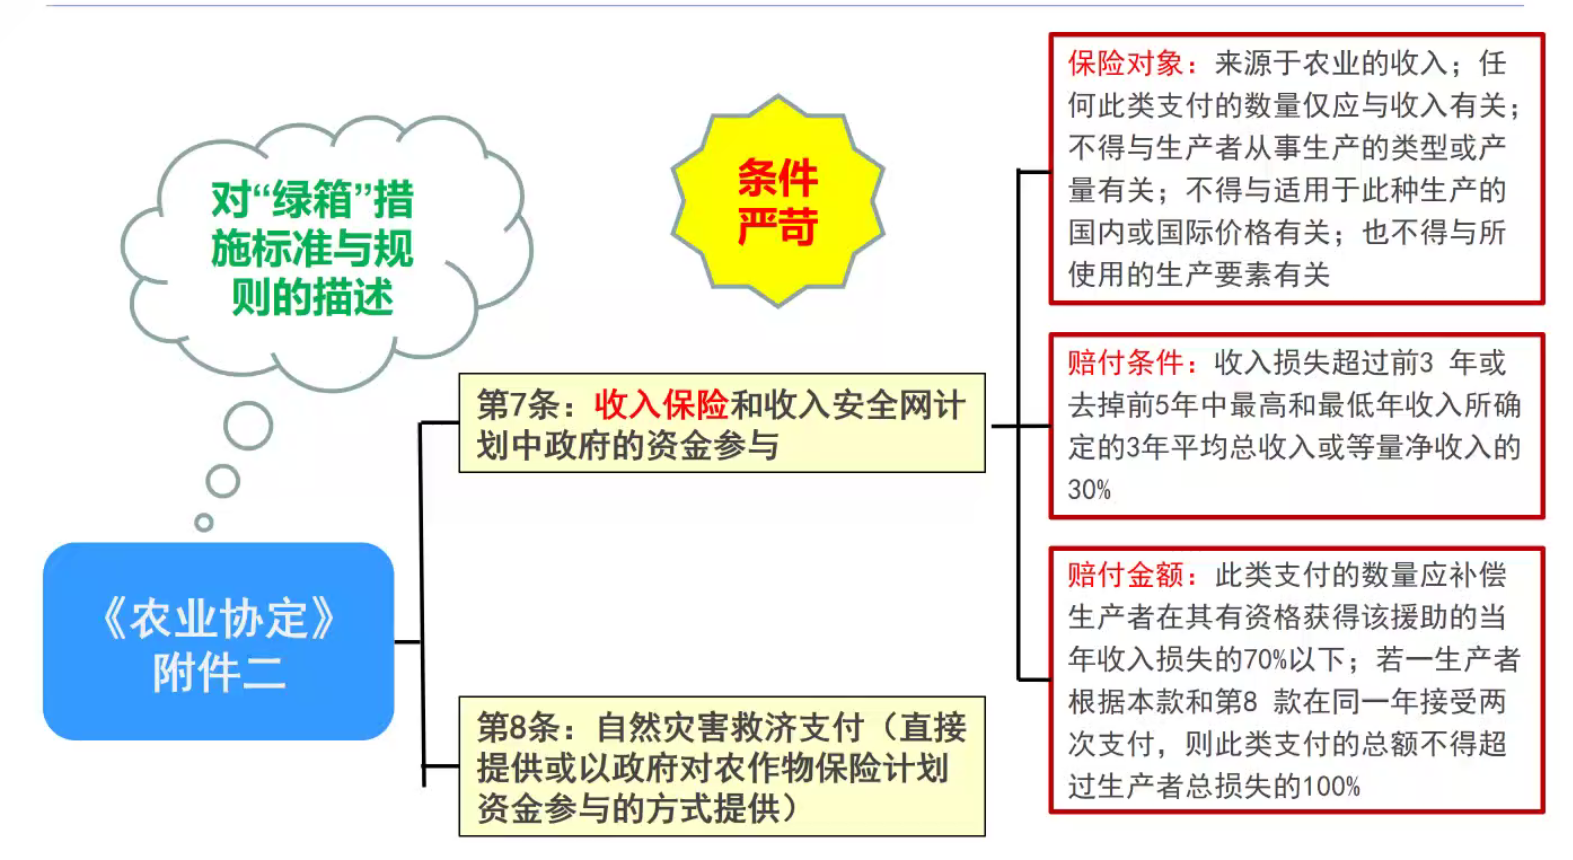 对“绿箱”措
施标准与规
则的描述
条件
严苛
《农业协定》
附件二
第7条：收入保险和收入安全网计
划中政府的资金参与
第8条：自然灾害救济支付（直接
提供或以政府对农作物保险计划
资金参与的方式提供）
保险对象：来源于农业的收入；任
何此类支付的数量仅应与收入有关；
不得与生产者从事生产的类型或产
量有关；不得与适用于此种生产的
国内或国际价格有关；也不得与所
使用的生产要素有关
赔付条件：收入损失超过前3 年或
去掉前5年中最高和最低年收入所确
定的3年平均总收入或等量净收入的
30%
赔付金额：此类支付的数量应补偿
生产者在其有资格获得该援助的当
年收入损失的70%以下；若一生产者
根据本款和第8 款在同一年接受两
次支付，则此类支付的总额不得超
过生产者总损失的100%